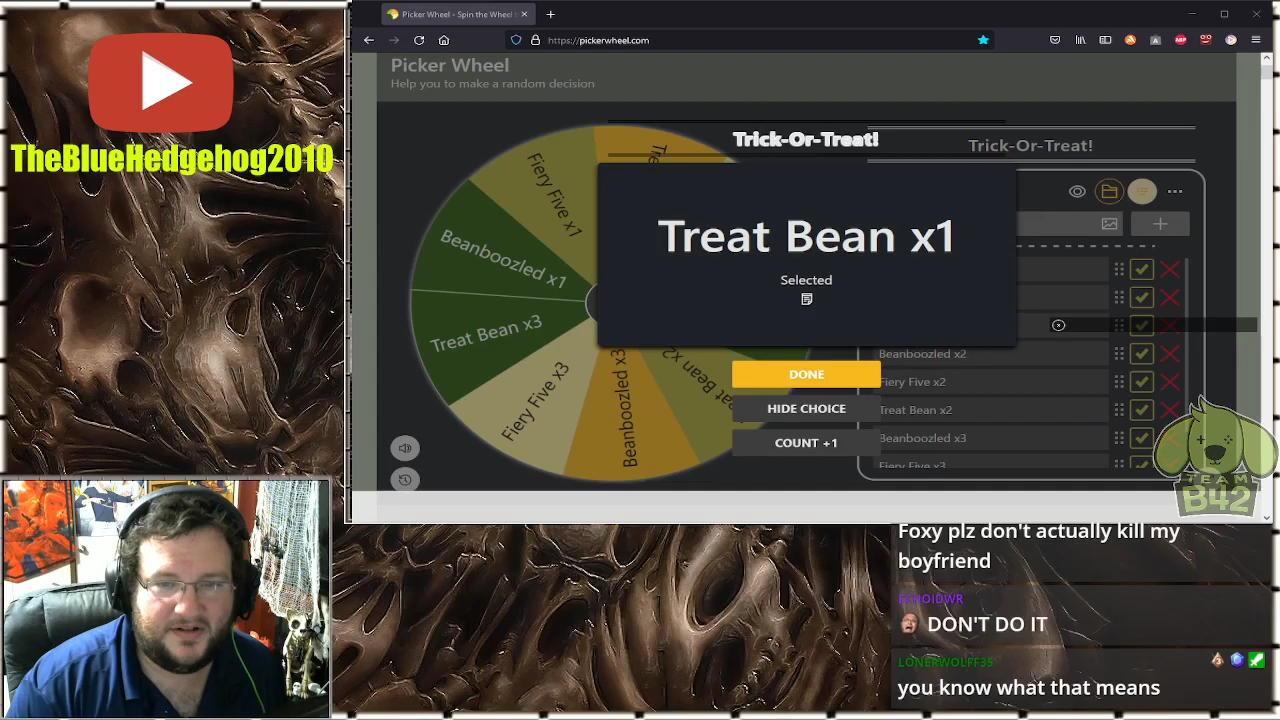 Picker Wheel - Spin the Wheel
https://pickerwheel.com
Picker Wheel
Help you to make a random decision
TheBlueHedgehog2010
Trick-Or-Treat!
Trick-Or-Treat!
Treat Bean x1
Selected
DONE
HIDE CHOICE
COUNT +1
Fiery Five x1
Beanboozled x1
Treat Bean x3
Fiery Five x3
Beanboozled x3
x2
Beanboozled x2
Fiery Five x2
Treat Bean x2
Beanboozled x3
Fiery Five x3
TEAM
B42
Foxy plz don't actually kill my
boyfriend
DON'T DO IT
LONERWOLFF35
you know what that means